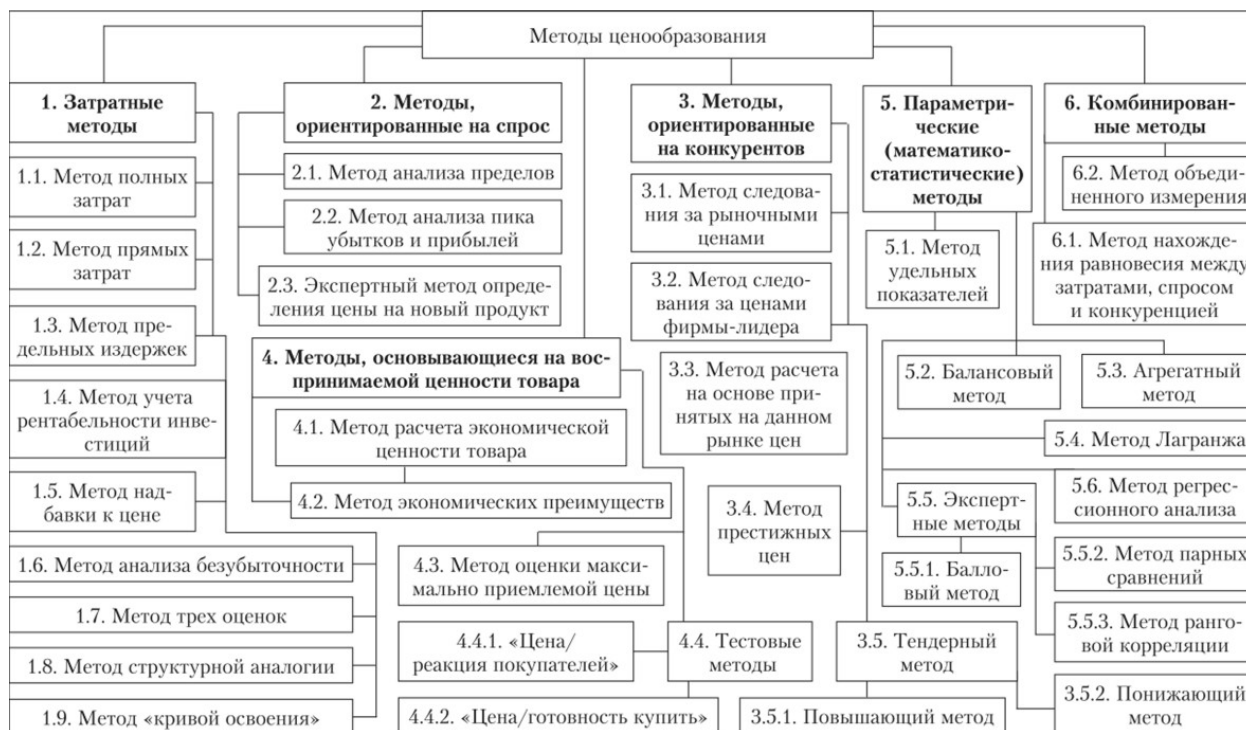 Методы ценообразования
1. Затратные
методы
1.1. Метод полных
затрат
1.2. Метод прямых
затрат
1.3. Метод пре-
дельных издержек
1.4. Метод учета
рентабельности инве-
стиций
1.5. Метод над-
бавки к цене
1.6. Метод анализа безубыточности
1.7. Метод трех оценок
1.8. Метод структурной аналогии
1.9. Метод «кривой освоения»
2. Методы,
ориентированные на спрос
2.1. Метод анализа пределов
2.2. Метод анализа пика
убытков и прибылей
2.3. Экспертный метод опреде-
ления цены на новый продукт
3. Методы,
ориентированные
на конкурентов
3.1. Метод следова-
ния за рыночными
ценами
3.2. Метод следо-
вания за ценами
фирмы-лидера
3.3. Метод расчета
на основе при-
нятых на данном
рынке цен
3.4. Метод
престижных
цен
3.5. Тендерный
метод
3.5.1. Повышающий метод
3.5.2. Понижающий
метод
4. Методы, основывающиеся на вос-
принимаемой ценности товара
4.1. Метод расчета экономической
ценности товара
4.2. Метод экономических преимуществ
4.3. Метод оценки макси-
мально приемлемой цены
4.4. Тестовые
методы
4.4.1. «Цена/
реакция покупателей»
4.4.2. «Цена/готовность купить»
5. Параметри-
ческие
(математико-
статистические)
методы
5.1. Метод
удельных
показателей
5.2. Балансовый
метод
5.3. Агрегатный
метод
5.4. Метод Лагранжа
5.5. Эксперт-
ные методы
5.5.1. Балло-
вый метод
5.5.2. Метод парных
сравнений
5.5.3. Метод ранго-
вой корреляции
5.6. Метод регрес-
сионного анализа
6. Комбинирован-
ные методы
6.2. Метод объеди-
ненного измерения
6.1. Метод нахожде-
ния равновесия между
затратами, спросом
и конкуренцией